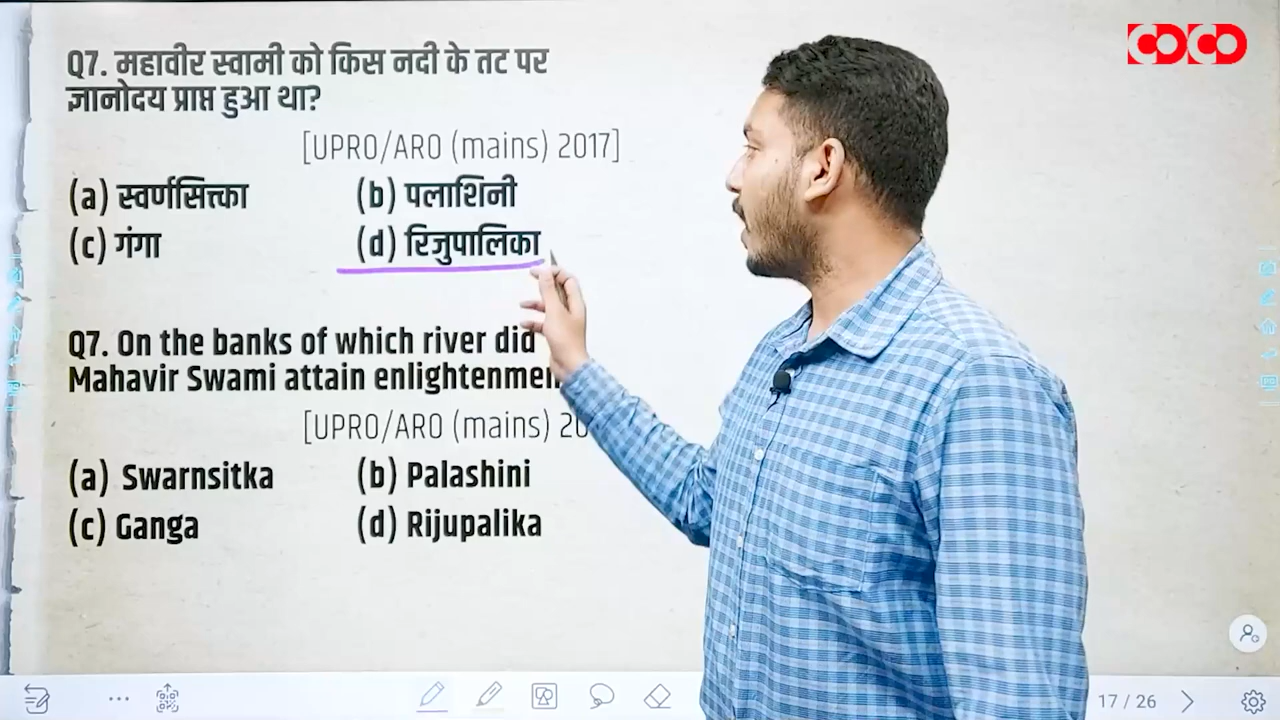 COCO
Q7. महावीर स्वामी को किस नदी के तट पर
ज्ञानोदय प्राप्त हुआ था?
[UPRO/ARO (mains) 2017]
(a) स्वर्णसित्का (b) पलाशिनी
(c) गंगा (d) रिजुपालिका
Q7. On the banks of which river did
Mahavir Swami attain
[UPRO/ARO (mains)
(a) Swarnsitka (b) Palashini
(c) Ganga (d) Rijupalika
17 / 26